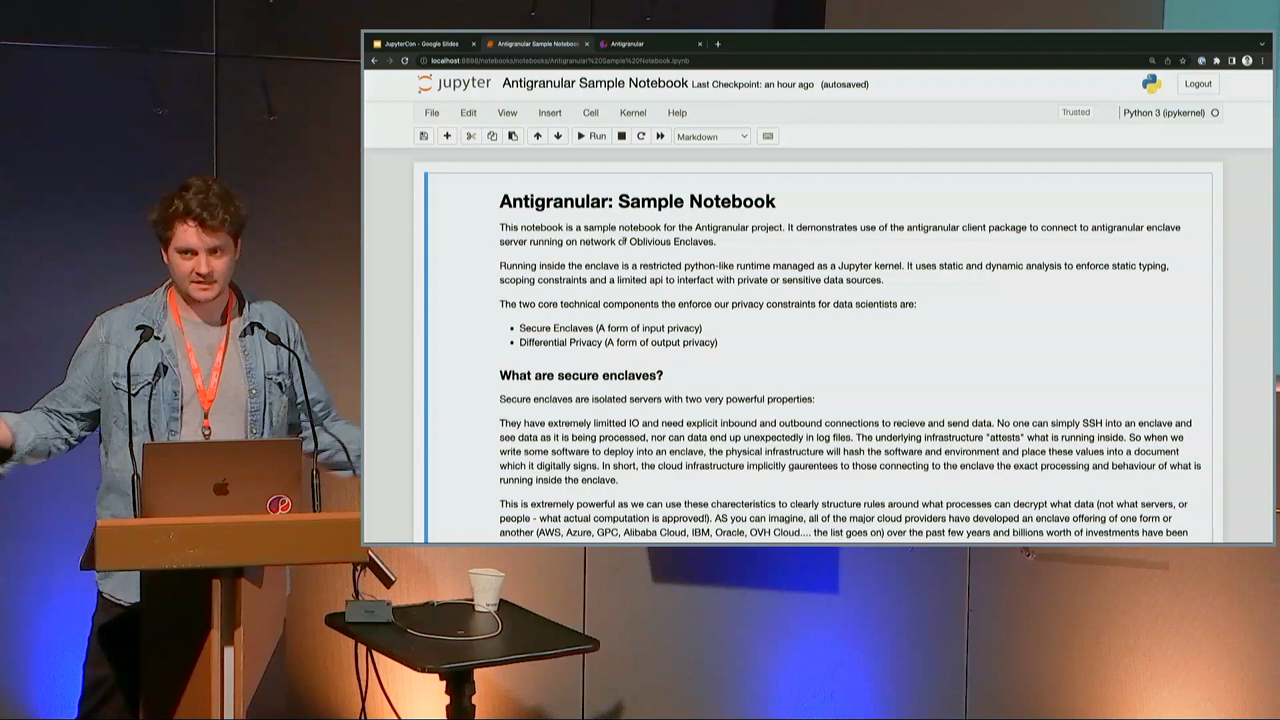 JupyterCon - Google Slides
Antigranular Sample Notebook
Antigranular
localhost:8888/notebooks/notebooks/Antigranular%20Sample%20Notebook.ipynb
jupyter Antigranular Sample Notebook Last Checkpoint: an hour ago (autosaved)
Logout
File Edit View Insert Cell Kernel Help
Trusted
Python 3 (ipykernel)
Run
Markdown
Antigranular: Sample Notebook
This notebook is a sample notebook for the Antigranular project. It demonstrates use of the antigranular client package to connect to antigranular enclave
server running on network of Oblivious Enclaves.
Running inside the enclave is a restricted python-like runtime managed as a Jupyter kernel. It uses static and dynamic analysis to enforce static typing,
scoping constraints and a limited api to interface with private or sensitive data sources.
The two core technical components the enforce our privacy constraints for data scientists are:
• Secure Enclaves (A form of input privacy)
• Differential Privacy (A form of output privacy)
What are secure enclaves?
Secure enclaves are isolated servers with two very powerful properties:
They have extremely limitted IO and need explicit inbound and outbound connections to recieve and send data. No one can simply SSH into an enclave and
see data as it is being processed, nor can data end up unexpectedly in log files. The underlying infrastructure "attests" what is running inside. So when we
write some software to deploy into an enclave, the physical infrastructure will hash the software and environment and place these values into a document
which it digitally signs. In short, the cloud infrastructure implicitly gaurentees to those connecting to the enclave the exact processing and behaviour of what is
running inside the enclave.
This is extremely powerful as we can use these charecteristics to clearly structure rules around what processes can decrypt what data (not what servers, or
people - what actual computation is approved!). AS you can imagine, all of the major cloud providers have developed an enclave offering of one form or
another (AWS, Azure, GPC, Alibaba Cloud, IBM, Oracle, OVH Cloud.... the list goes on) over the past few years and billions worth of investments have been